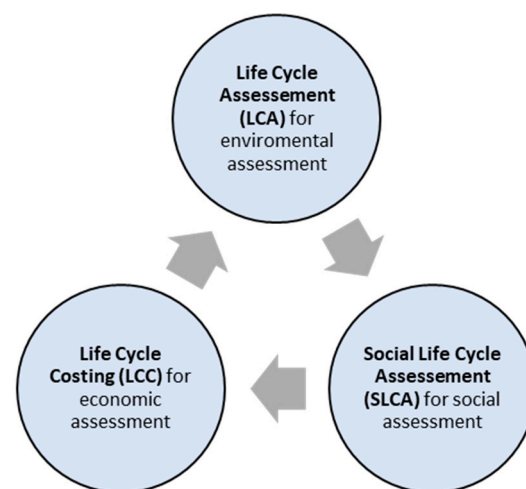 Life Cycle
Assessement
(LCA) for
enviromental
assessment
Life Cycle
Costing (LCC) for
economic
assessment
Social Life Cycle
Assessement
(SLCA) for social
assessment